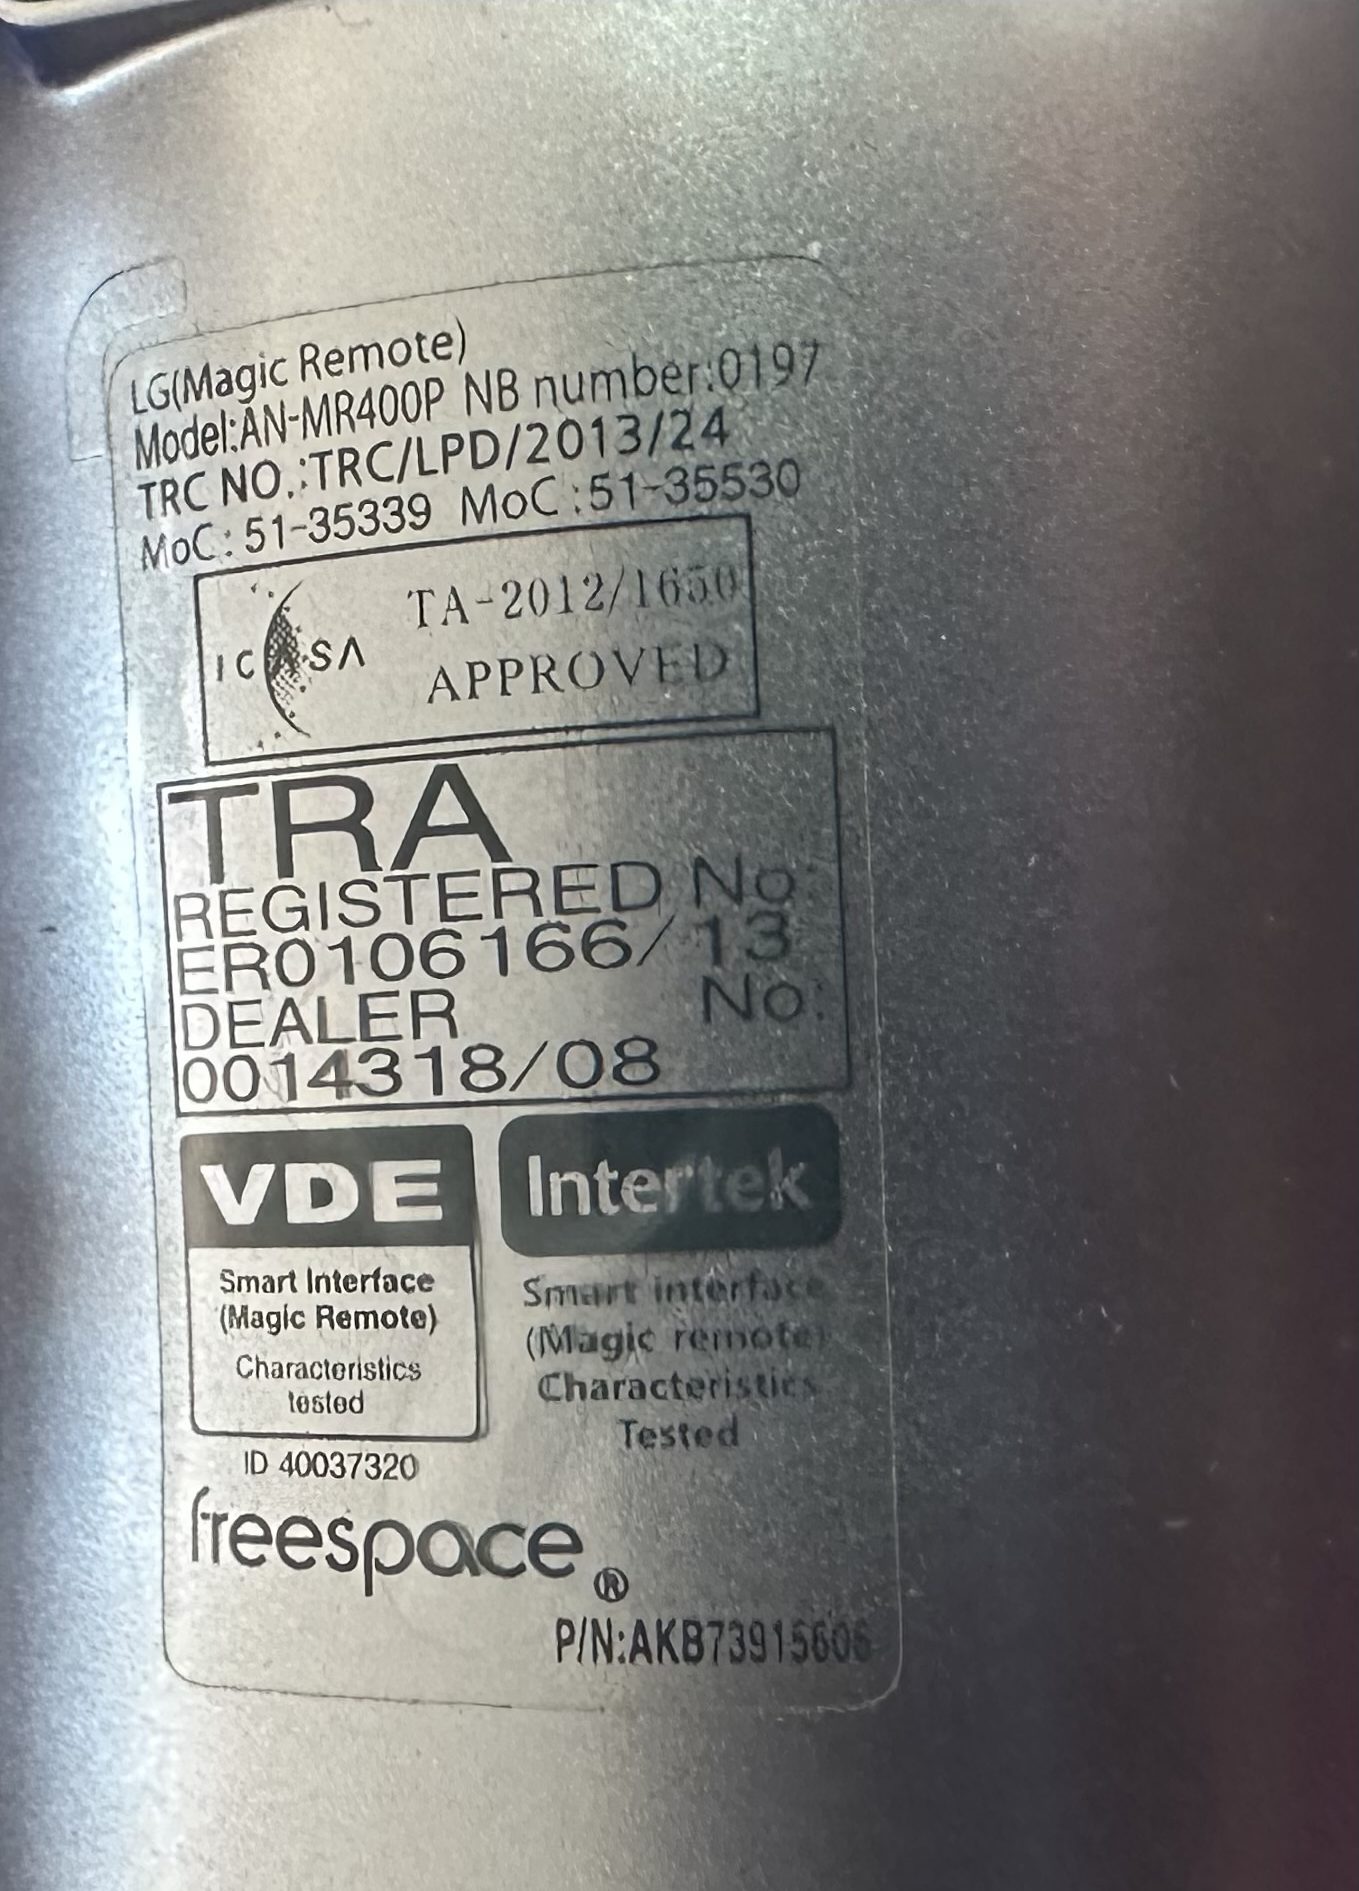 LG(Magic Remote)
Model:AN-MR400P NB number:0197
TRC NO.:TRC/LPD/2013/24
MoC: 51-35339 MoC:51-35530
ICASA
TA-2012/1650
APPROVED
TRA
REGISTERED No:
ER0106166/13
DEALER No:
0014318/08
VDE
Smart Interface
(Magic Remote)
Characteristics
tested
ID 40037320
Intertek
Smart interface
(Magic remote)
Characteristics
Tested
freespace®
P/N:AKB73915606